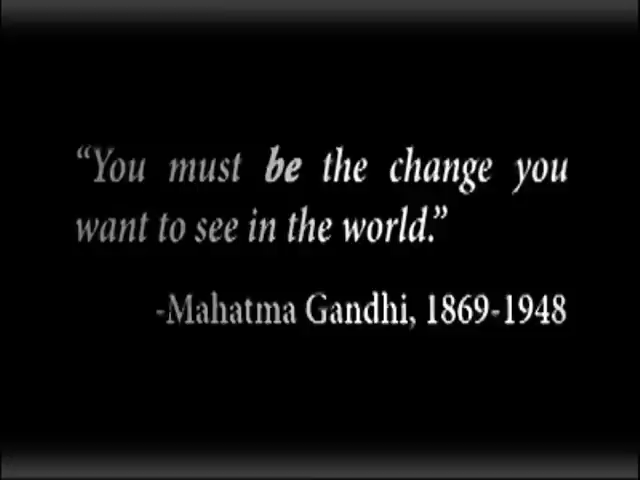 “You must be the change you
want to see in the world.”
-Mahatma Gandhi, 1869-1948